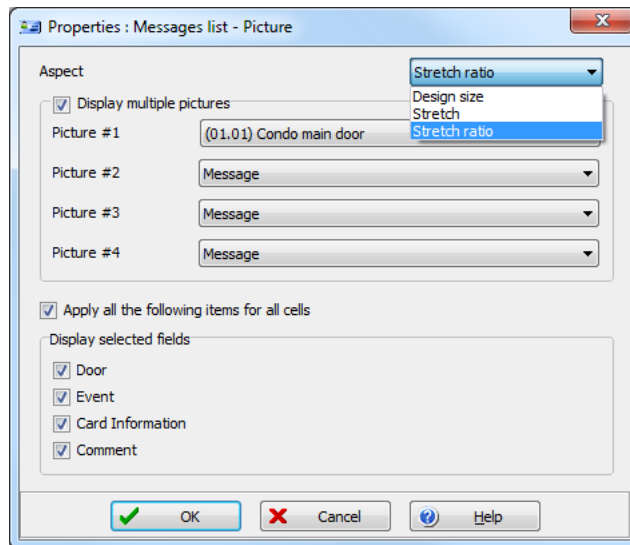 Properties : Messages list - Picture
Aspect
Stretch ratio
Design size
Stretch
Stretch ratio
Display multiple pictures
Picture #1
(01.01) Condo main door
Picture #2
Message
Picture #3
Message
Picture #4
Message
Apply all the following items for all cells
Display selected fields
Door
Event
Card Information
Comment
OK
Cancel
Help